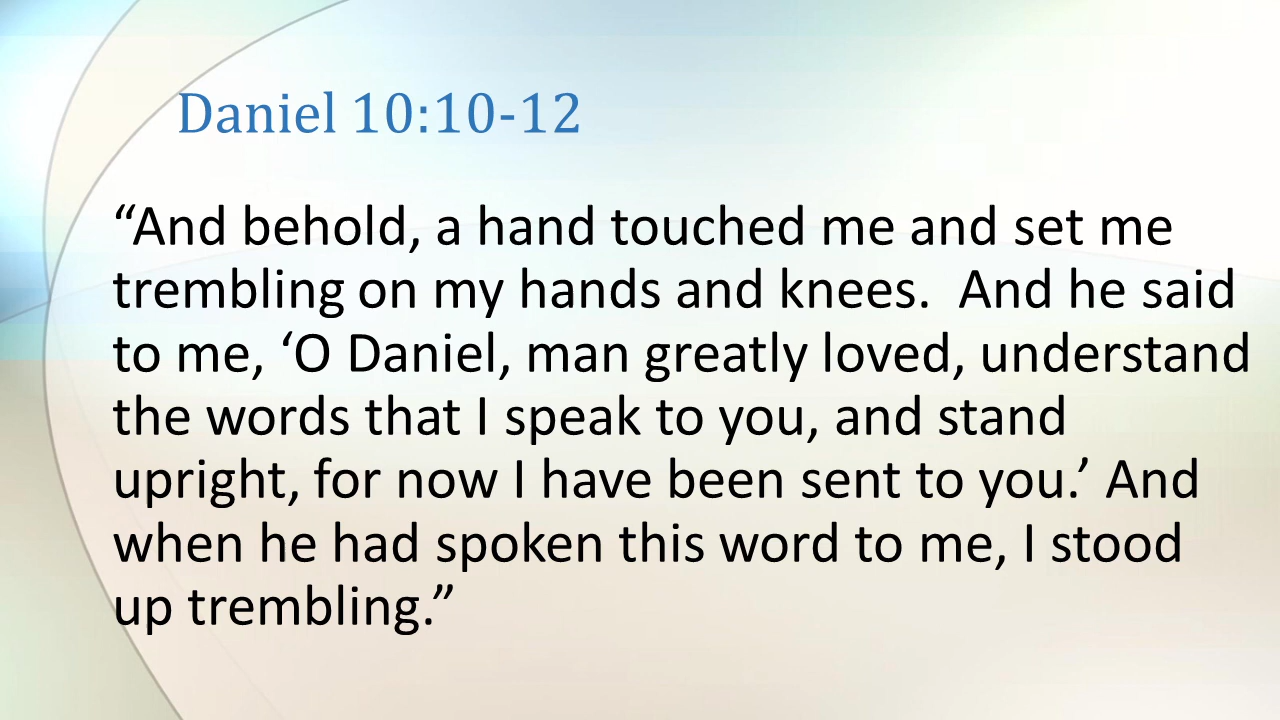 Daniel 10:10-12
“And behold, a hand touched me and set me
trembling on my hands and knees.  And he said
to me, ‘O Daniel, man greatly loved, understand
the words that I speak to you, and stand
upright, for now I have been sent to you.’ And
when he had spoken this word to me, I stood
up trembling.”